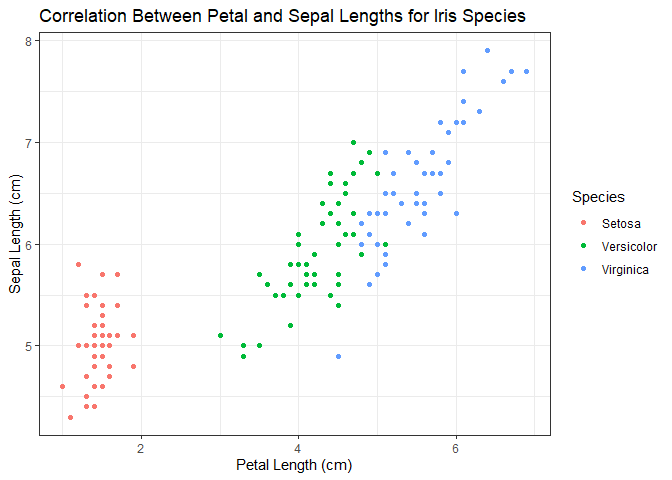 Correlation Between Petal and Sepal Lengths for Iris Species
8
7
6
5
Sepal Length (cm)
2 4 6
Petal Length (cm)
Species
Setosa
Versicolor
Virginica